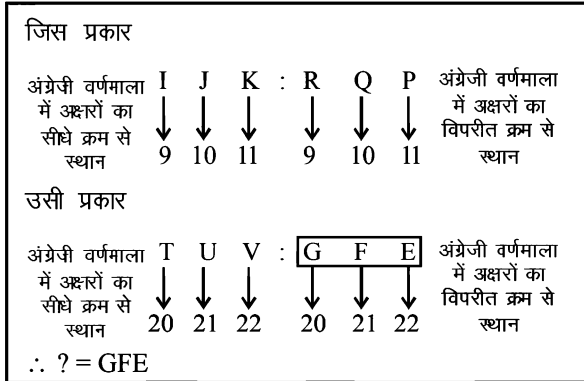 जिस प्रकार
अंग्रेजी वर्णमाला में अक्षरों का सीधे क्रम से स्थान
I J K : R Q P
9 10 11 9 10 11
अंग्रेजी वर्णमाला में अक्षरों का विपरीत क्रम से स्थान
उसी प्रकार
अंग्रेजी वर्णमाला में अक्षरों का सीधे क्रम से स्थान
T U V : G F E
20 21 22 20 21 22
अंग्रेजी वर्णमाला में अक्षरों का विपरीत क्रम से स्थान
∴ ? = GFE